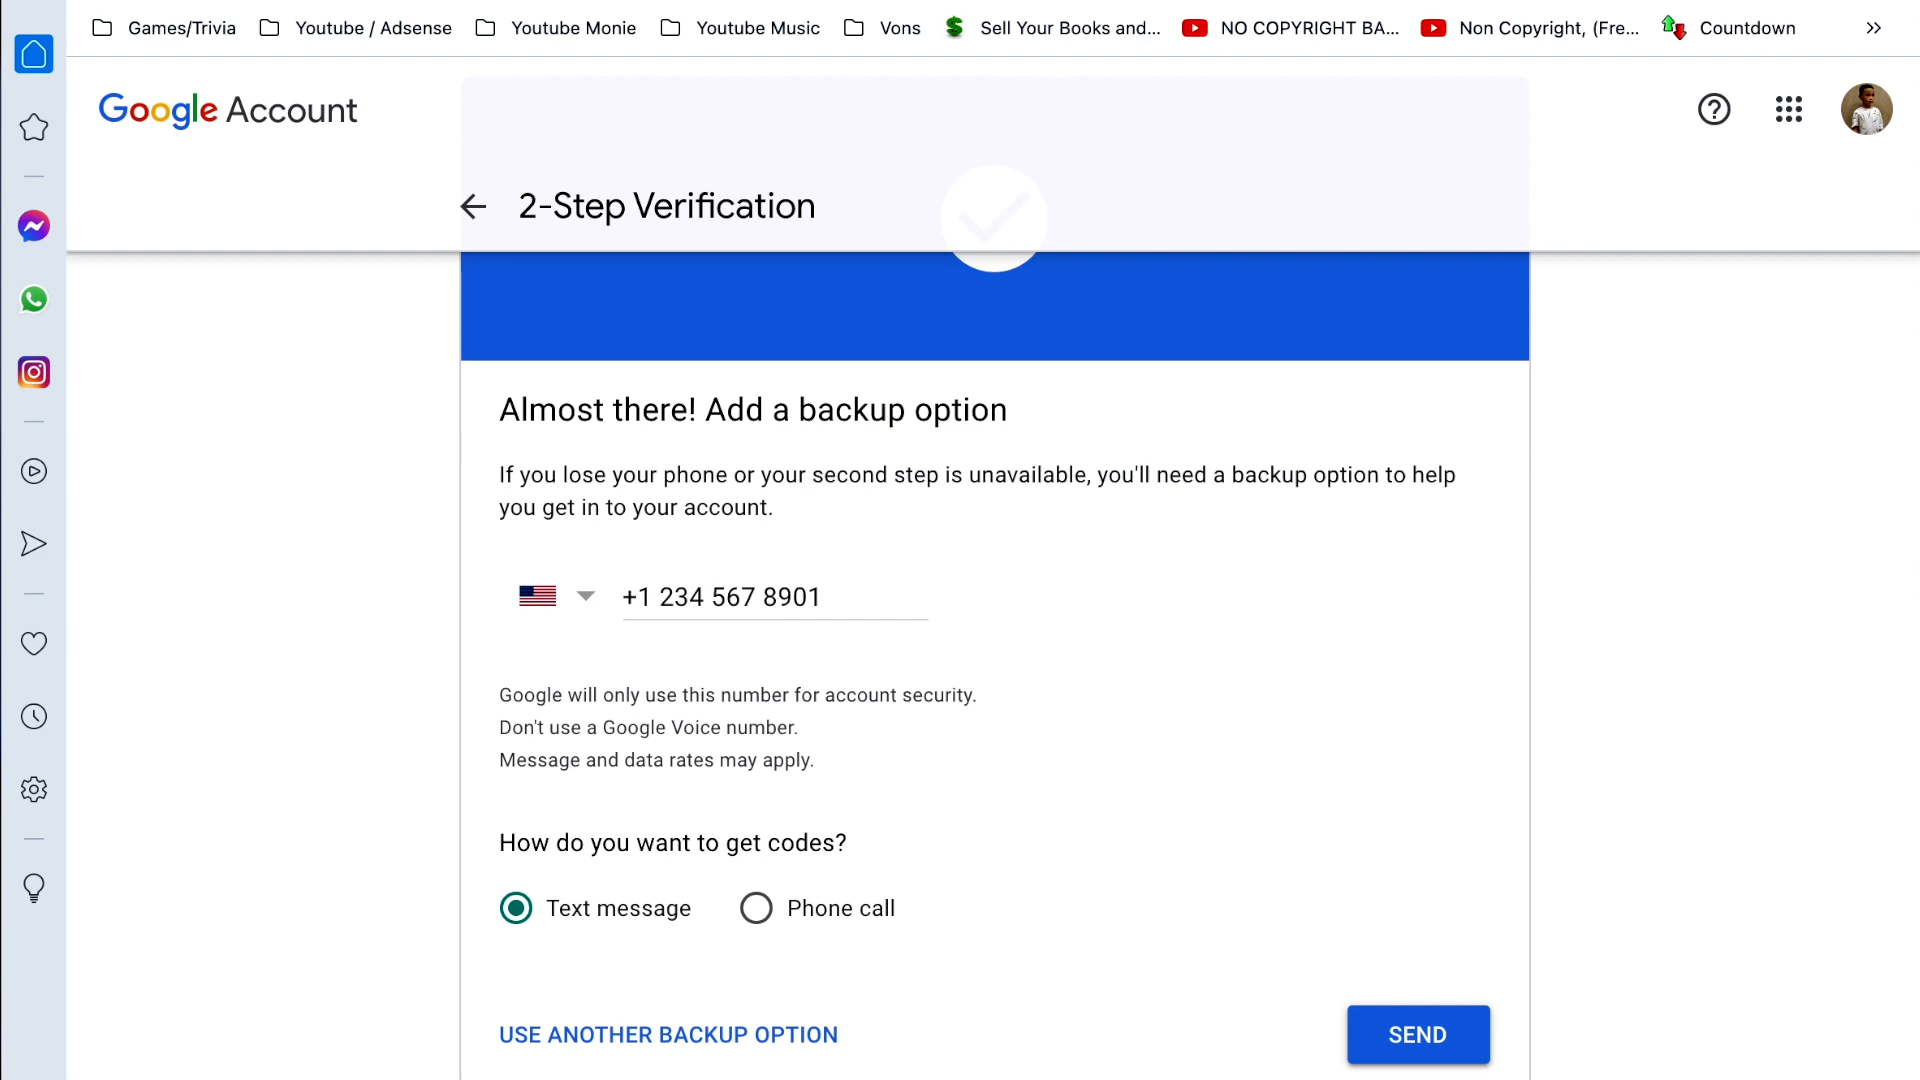 Games/Trivia Youtube / Adsense Youtube Monie Youtube Music Vons Sell Your Books and... NO COPYRIGHT BA... Non Copyright, (Fre... Countdown
Google Account
2-Step Verification
Almost there! Add a backup option
If you lose your phone or your second step is unavailable, you'll need a backup option to help
you get in to your account.
+1 234 567 8901
Google will only use this number for account security.
Don't use a Google Voice number.
Message and data rates may apply.
How do you want to get codes?
Text message Phone call
USE ANOTHER BACKUP OPTION SEND